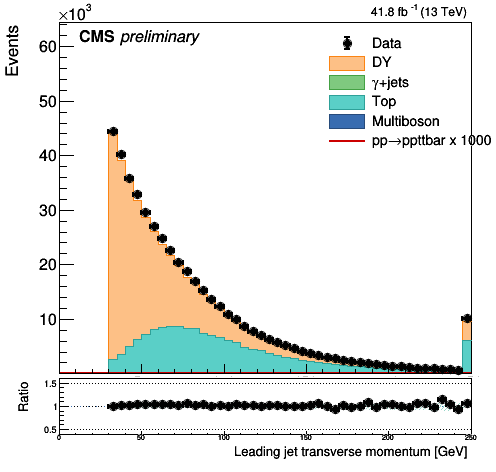 ×10³
41.8 fb⁻¹ (13 TeV)
CMS preliminary
Events
60
50
40
30
20
10
Data
DY
γ+jets
Top
Multiboson
pp→ppttbar x 1000
Ratio
1.5
1
0.5
0 50 100 150 200 250
Leading jet transverse momentum [GeV]